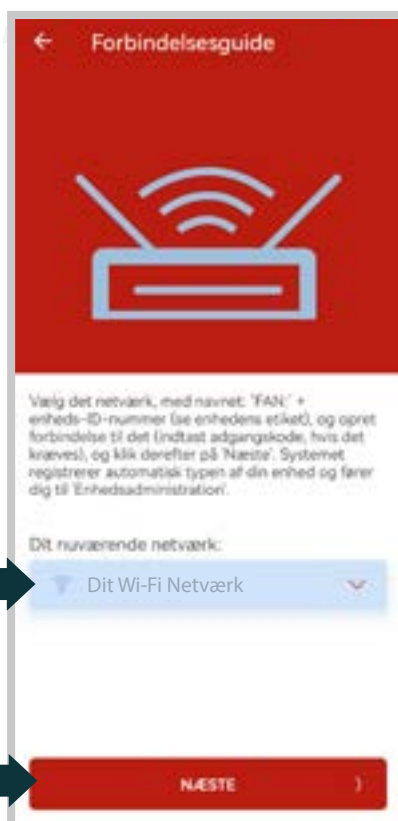 Forbindelsesguide
Vælg det netværk, med navnet: 'FAN:' +
enheds-ID-nummer (se enhedens etiket), og opret
forbindelse til det (indtast adgangskode, hvis det
kræves), og klik derefter på 'Næste'. Systemet
registrerer automatisk typen af din enhed og fører
dig til 'Enhedsadministration'.
Dit nuværende netværk:
Dit Wi-Fi Netværk
NÆSTE